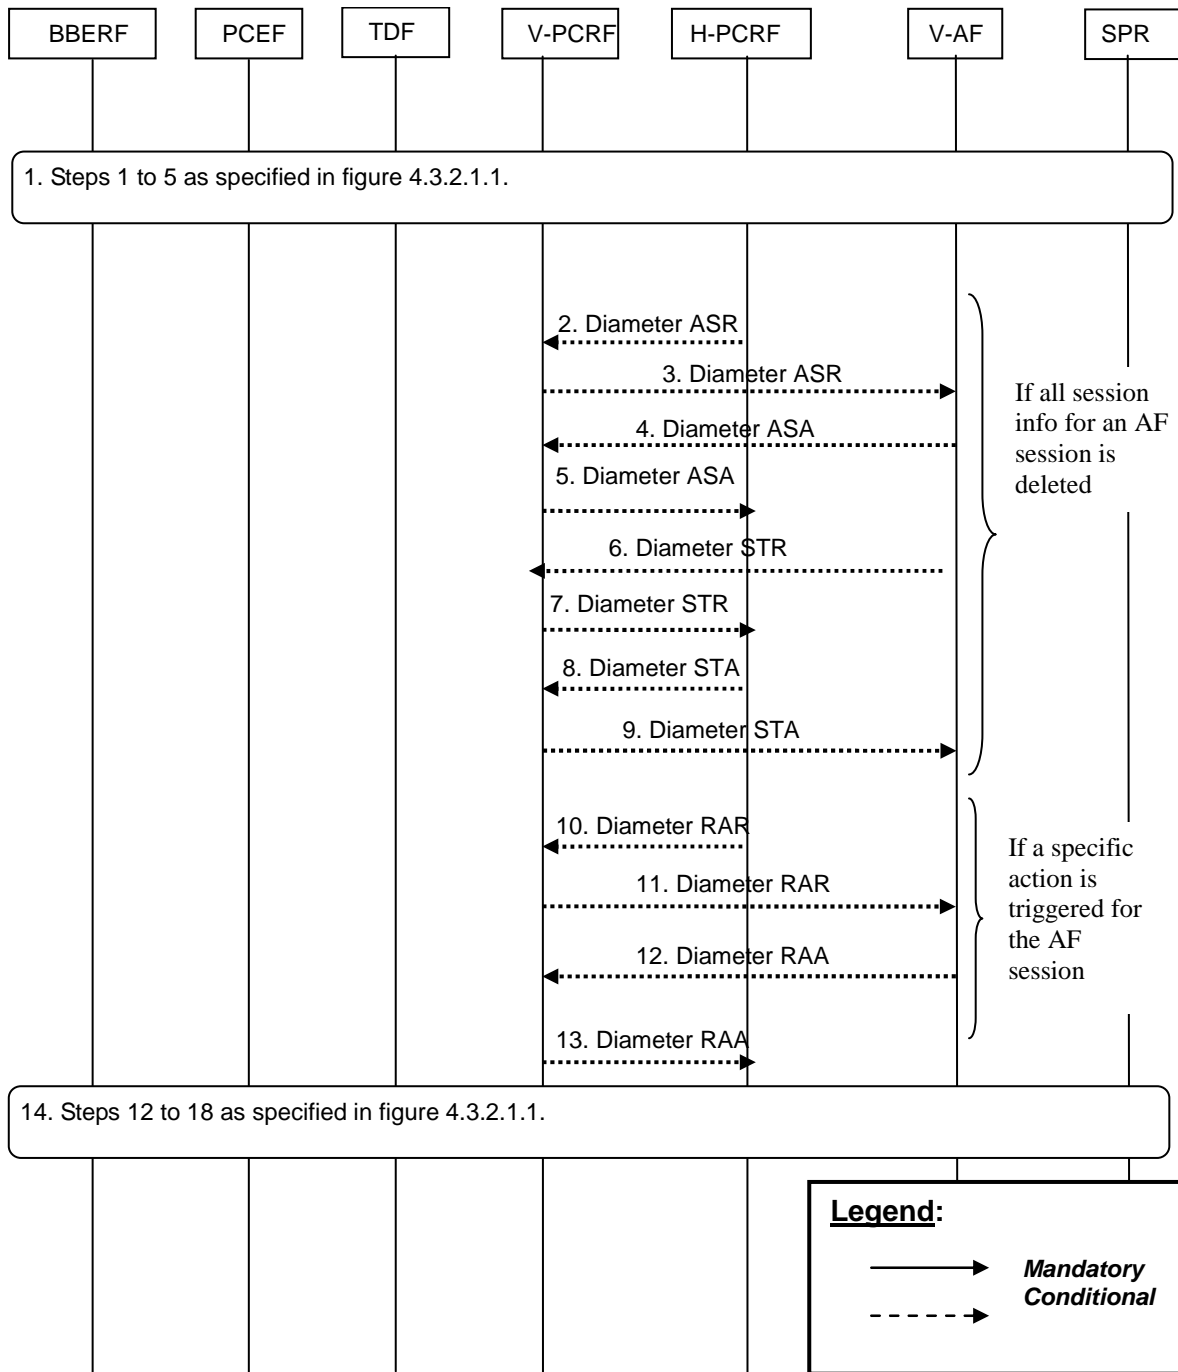 BBERF
PCEF
TDF
V-PCRF
H-PCRF
V-AF
SPR
1. Steps 1 to 5 as specified in figure 4.3.2.1.1.
2. Diameter ASR
3. Diameter ASR
4. Diameter ASA
5. Diameter ASA
6. Diameter STR
7. Diameter STR
8. Diameter STA
9. Diameter STA
If all session
info for an AF
session is
deleted
10. Diameter RAR
11. Diameter RAR
12. Diameter RAA
13. Diameter RAA
If a specific
action is
triggered for
the AF
session
14. Steps 12 to 18 as specified in figure 4.3.2.1.1.
Legend:
Mandatory
Conditional